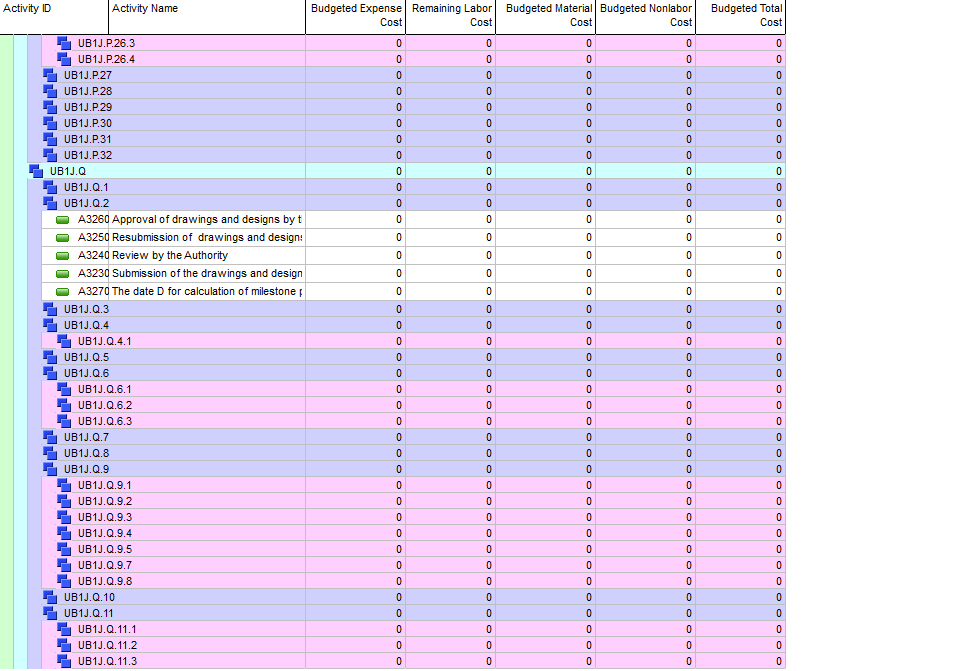 Activity ID Activity Name Budgeted Expense Cost Remaining Labor Cost Budgeted Material Cost Budgeted Nonlabor Cost Budgeted Total Cost
UB1J.P.26.3 0 0 0 0 0
UB1J.P.26.4 0 0 0 0 0
UB1J.P.27 0 0 0 0 0
UB1J.P.28 0 0 0 0 0
UB1J.P.29 0 0 0 0 0
UB1J.P.30 0 0 0 0 0
UB1J.P.31 0 0 0 0 0
UB1J.P.32 0 0 0 0 0
UB1J.Q 0 0 0 0 0
UB1J.Q.1 0 0 0 0 0
UB1J.Q.2 0 0 0 0 0
A3260 Approval of drawings and designs by t 0 0 0 0 0
A3250 Resubmission of drawings and designs 0 0 0 0 0
A3240 Review by the Authority 0 0 0 0 0
A3230 Submission of the drawings and design 0 0 0 0 0
A3270 The date D for calculation of milestone p 0 0 0 0 0
UB1J.Q.3 0 0 0 0 0
UB1J.Q.4 0 0 0 0 0
UB1J.Q.4.1 0 0 0 0 0
UB1J.Q.5 0 0 0 0 0
UB1J.Q.6 0 0 0 0 0
UB1J.Q.6.1 0 0 0 0 0
UB1J.Q.6.2 0 0 0 0 0
UB1J.Q.6.3 0 0 0 0 0
UB1J.Q.7 0 0 0 0 0
UB1J.Q.8 0 0 0 0 0
UB1J.Q.9 0 0 0 0 0
UB1J.Q.9.1 0 0 0 0 0
UB1J.Q.9.2 0 0 0 0 0
UB1J.Q.9.3 0 0 0 0 0
UB1J.Q.9.4 0 0 0 0 0
UB1J.Q.9.5 0 0 0 0 0
UB1J.Q.9.7 0 0 0 0 0
UB1J.Q.9.8 0 0 0 0 0
UB1J.Q.10 0 0 0 0 0
UB1J.Q.11 0 0 0 0 0
UB1J.Q.11.1 0 0 0 0 0
UB1J.Q.11.2 0 0 0 0 0
UB1J.Q.11.3 0 0 0 0 0